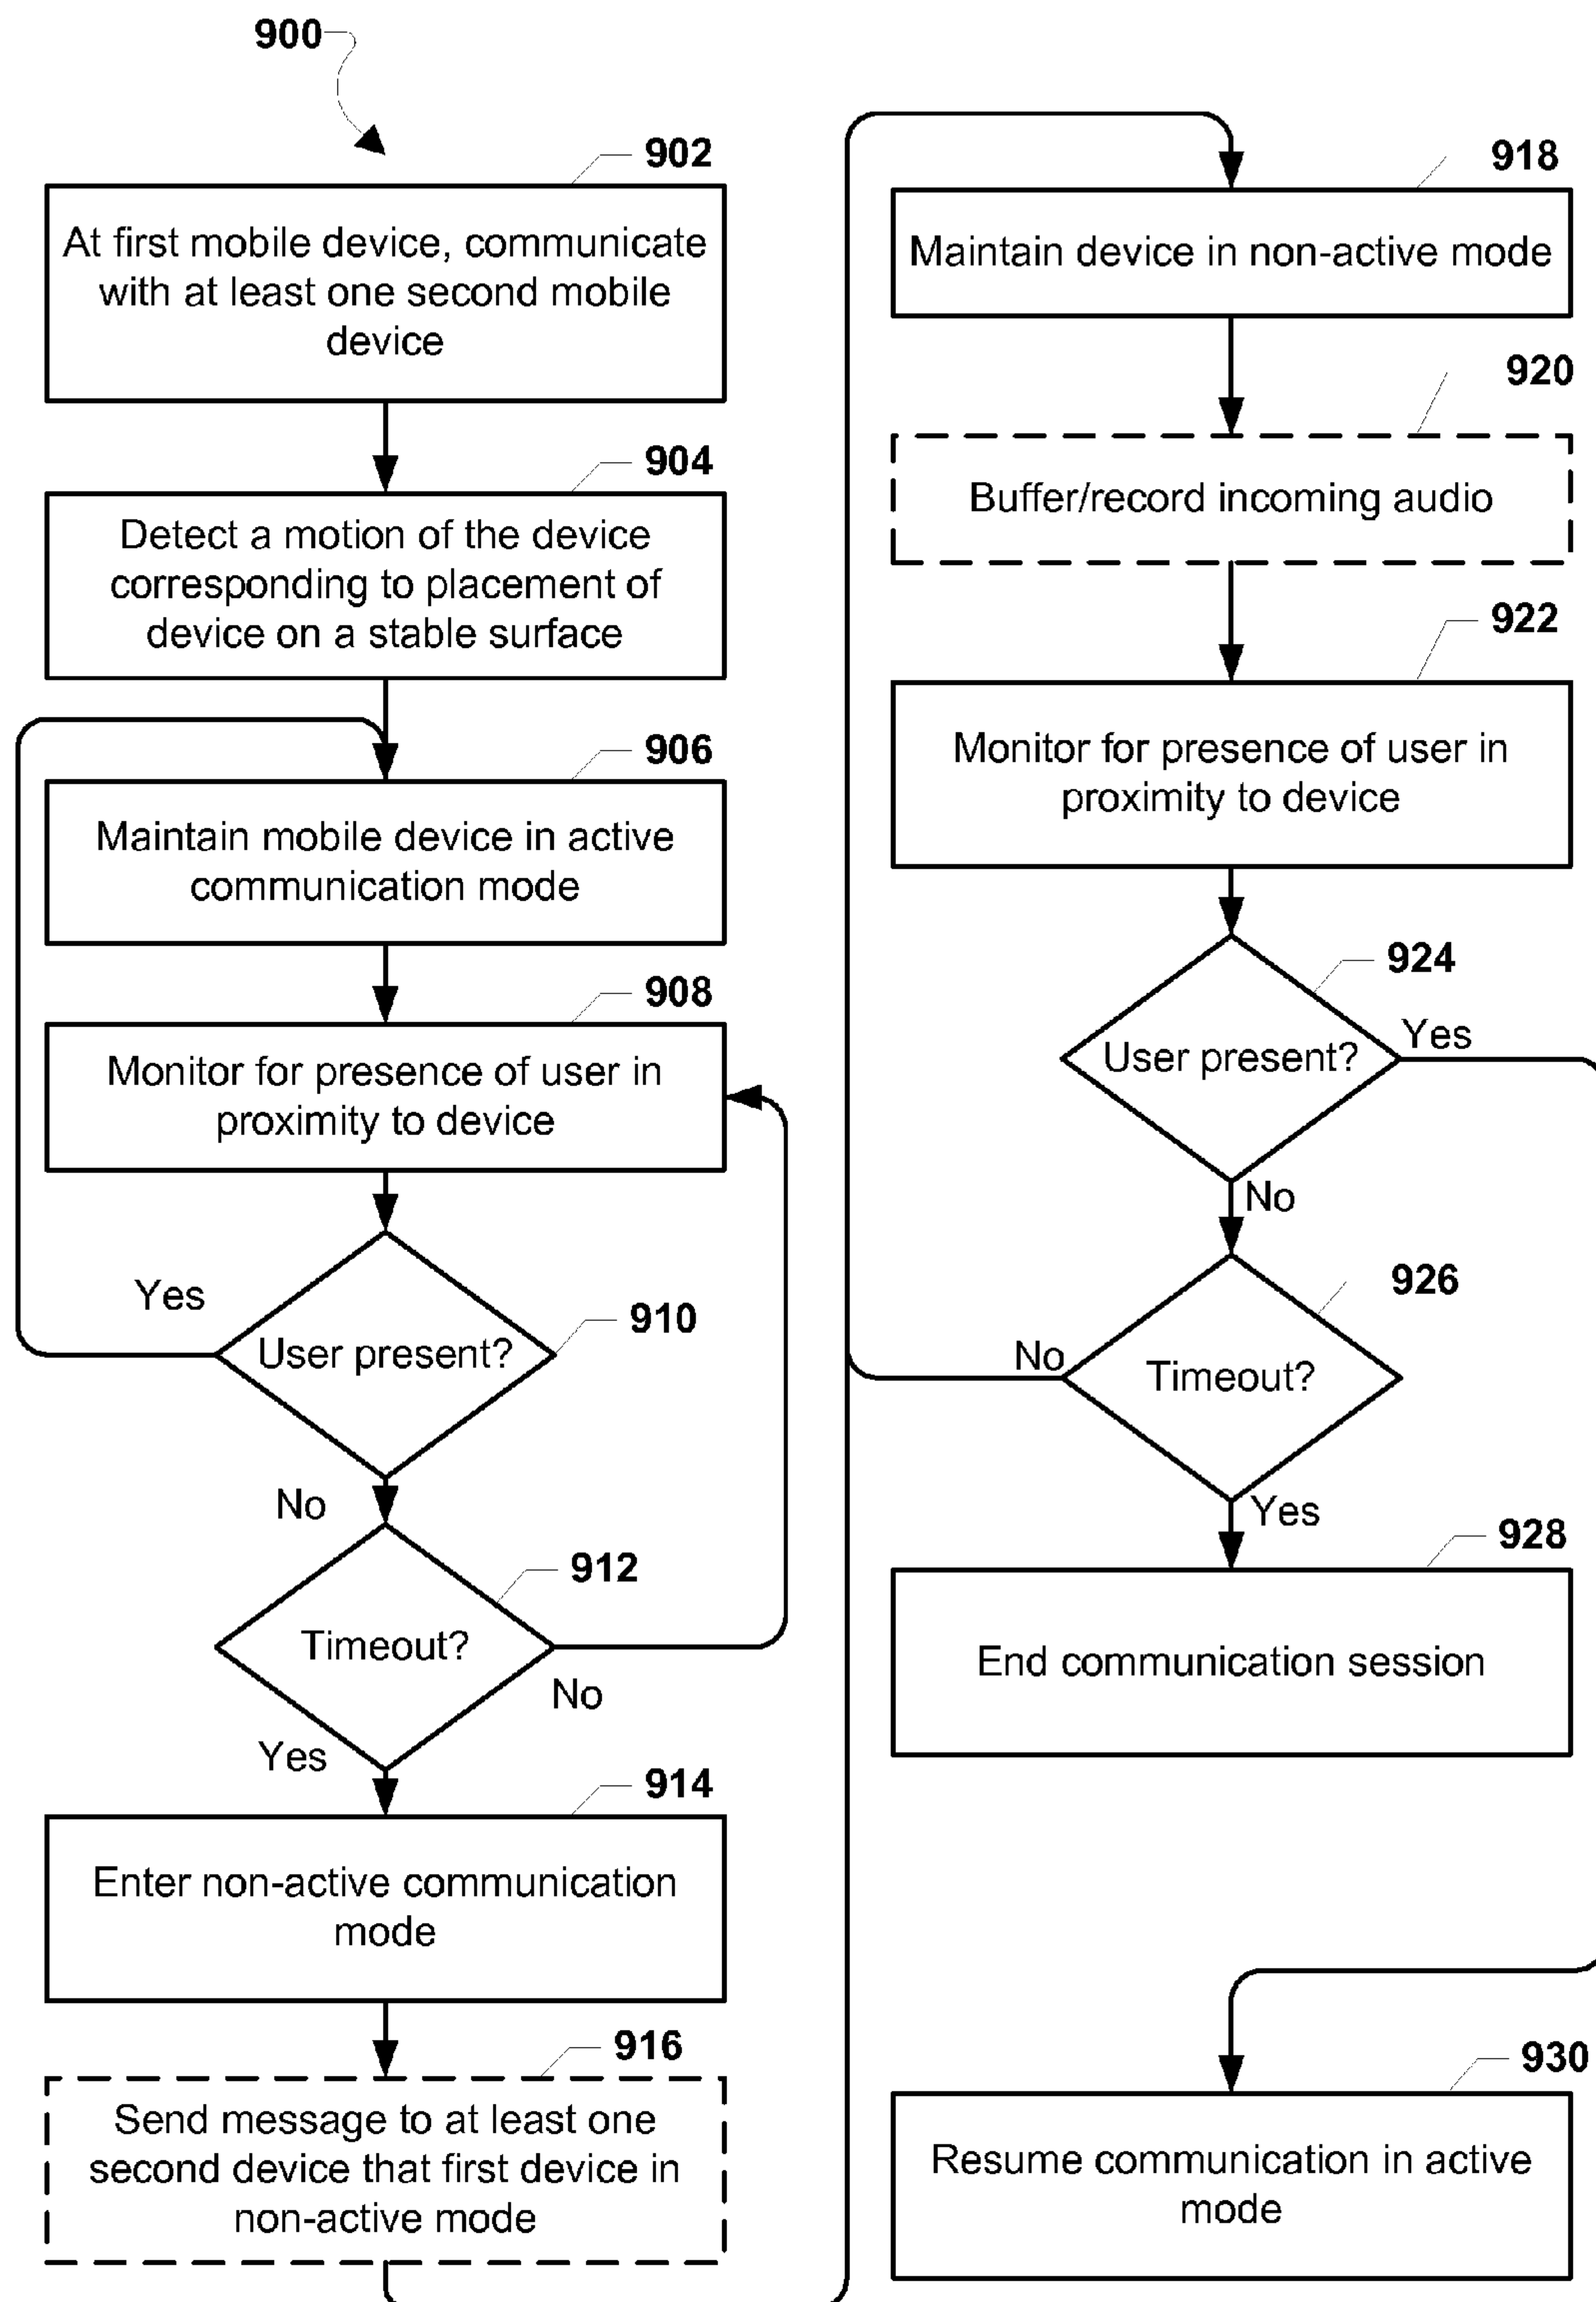 900
902
At first mobile device, communicate
with at least one second mobile
device
904
Detect a motion of the device
corresponding to placement of
device on a stable surface
906
Maintain mobile device in active
communication mode
908
Monitor for presence of user in
proximity to device
Yes
User present?
910
No
912
Timeout?
No
Yes
914
Enter non-active communication
mode
916
Send message to at least one
second device that first device in
non-active mode
918
Maintain device in non-active mode
920
Buffer/record incoming audio
922
Monitor for presence of user in
proximity to device
924
Yes
User present?
No
926
No
Timeout?
Yes
928
End communication session
930
Resume communication in active
mode